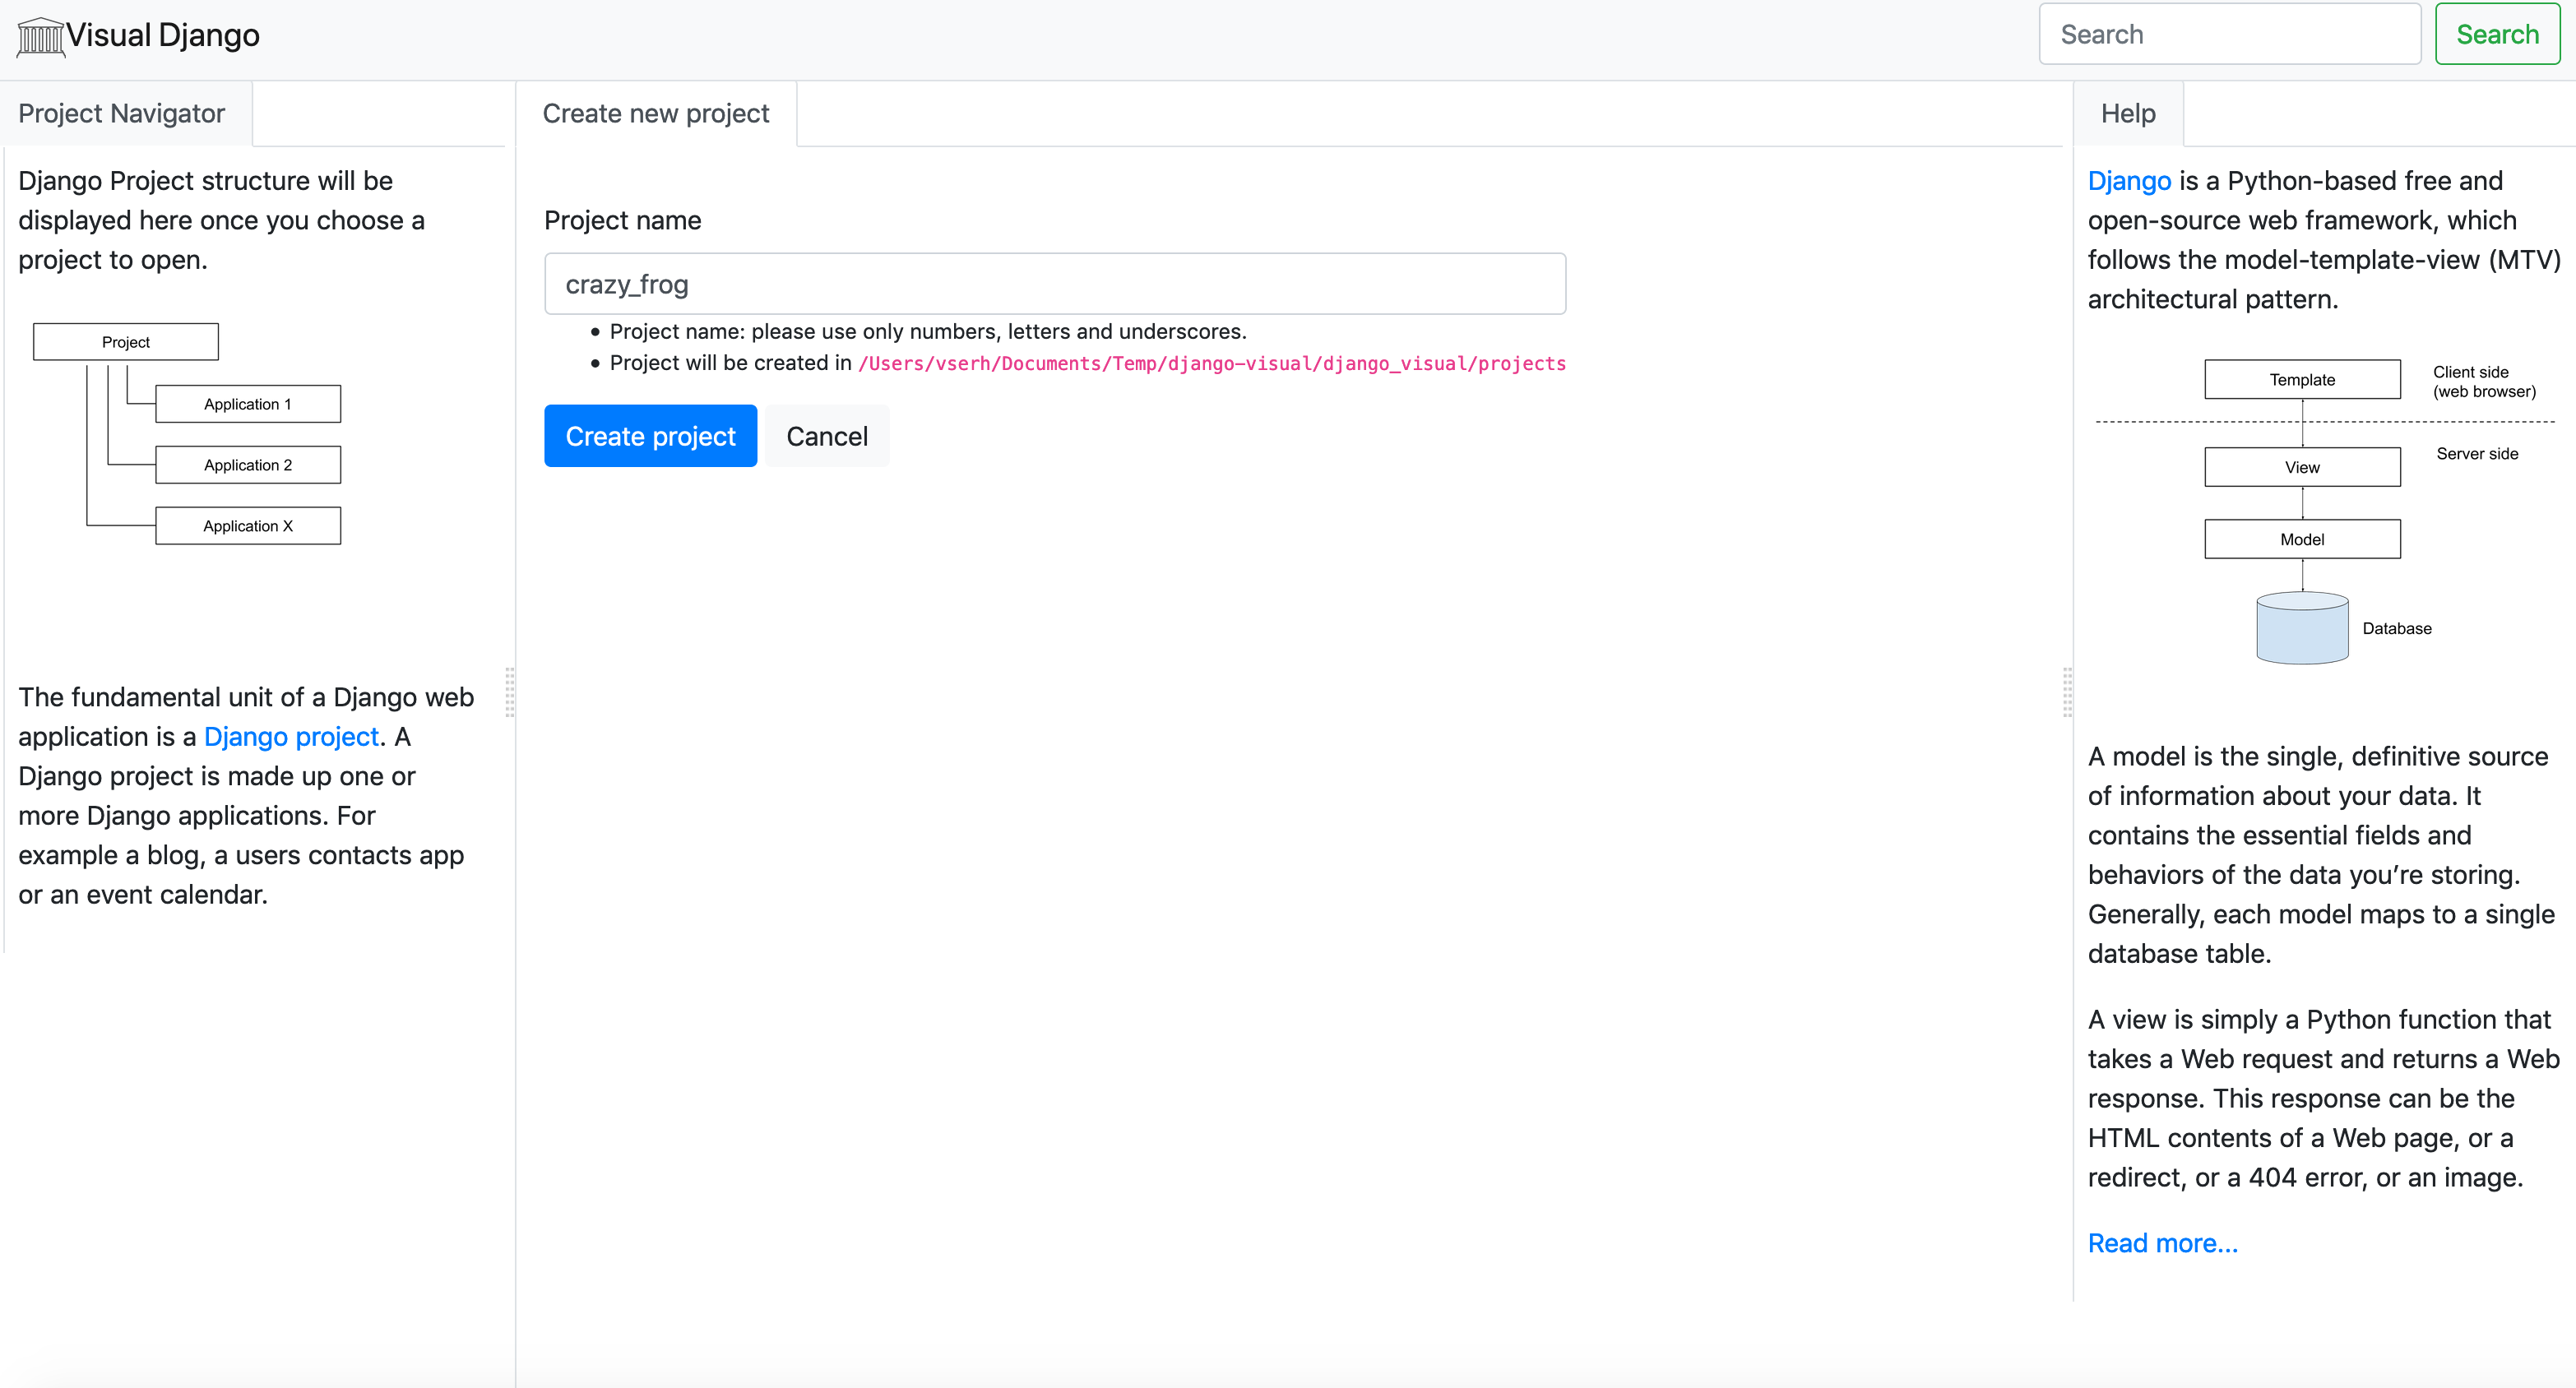 Visual Django
Search
Search
Project Navigator
Django Project structure will be
displayed here once you choose a
project to open.
Project
Application 1
Application 2
Application X
The fundamental unit of a Django web
application is a Django project. A
Django project is made up one or
more Django applications. For
example a blog, a users contacts app
or an event calendar.
Create new project
Project name
crazy_frog
• Project name: please use only numbers, letters and underscores.
• Project will be created in /Users/vserh/Documents/Temp/django-visual/django_visual/projects
Create project
Cancel
Help
Django is a Python-based free and
open-source web framework, which
follows the model-template-view (MTV)
architectural pattern.
Template
Client side
(web browser)
View
Server side
Model
Database
A model is the single, definitive source
of information about your data. It
contains the essential fields and
behaviors of the data you’re storing.
Generally, each model maps to a single
database table.
A view is simply a Python function that
takes a Web request and returns a Web
response. This response can be the
HTML contents of a Web page, or a
redirect, or a 404 error, or an image.
Read more...